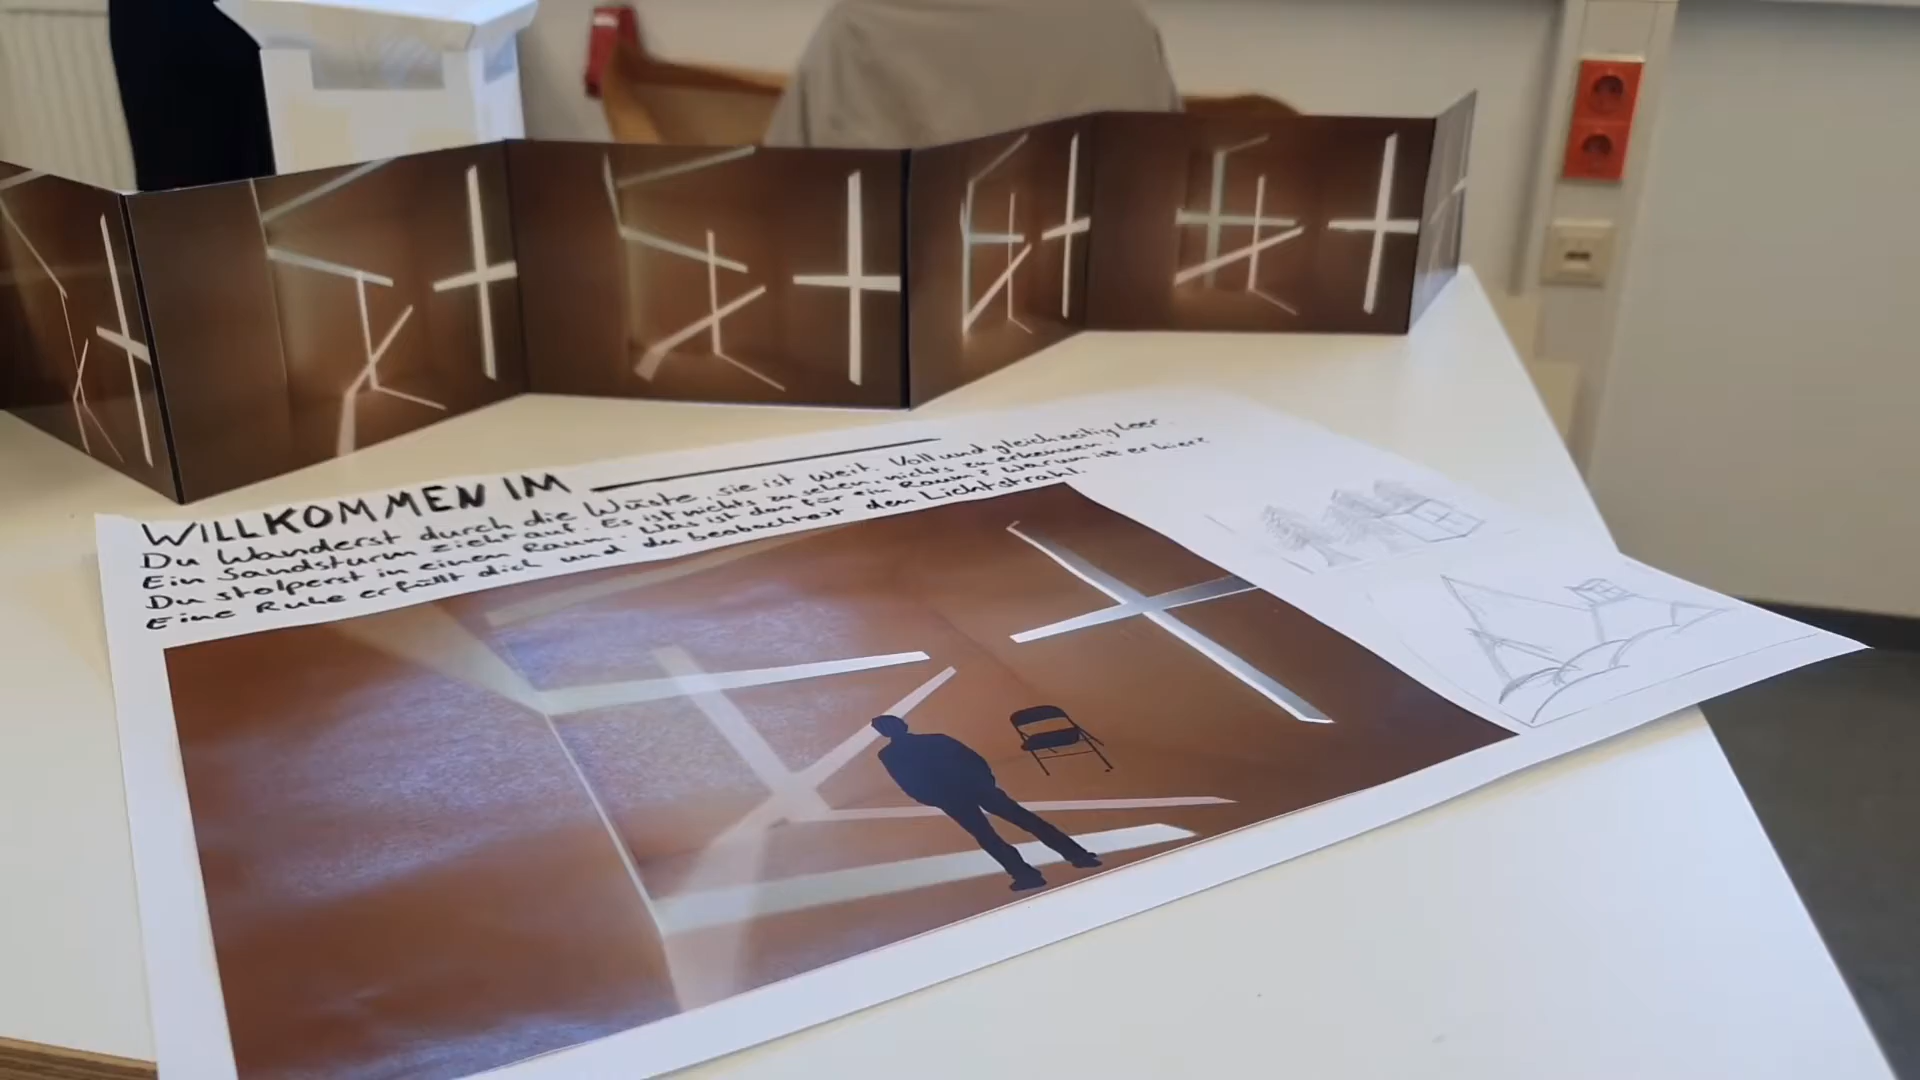 WILLKOMMEN IM
Du Wanderst durch die Wüste, sie ist Weit. Voll und gleichzeitig leer.
Ein Sandsturm zieht auf. Es ist nichts zu sehen, nichts zu erkennen.
Du stolperst in einen Raum. Was ist das für ein Raum? Warum ist er hier?
Eine Ruhe erfüllt dich und du beobachtest den Lichtstrahl.